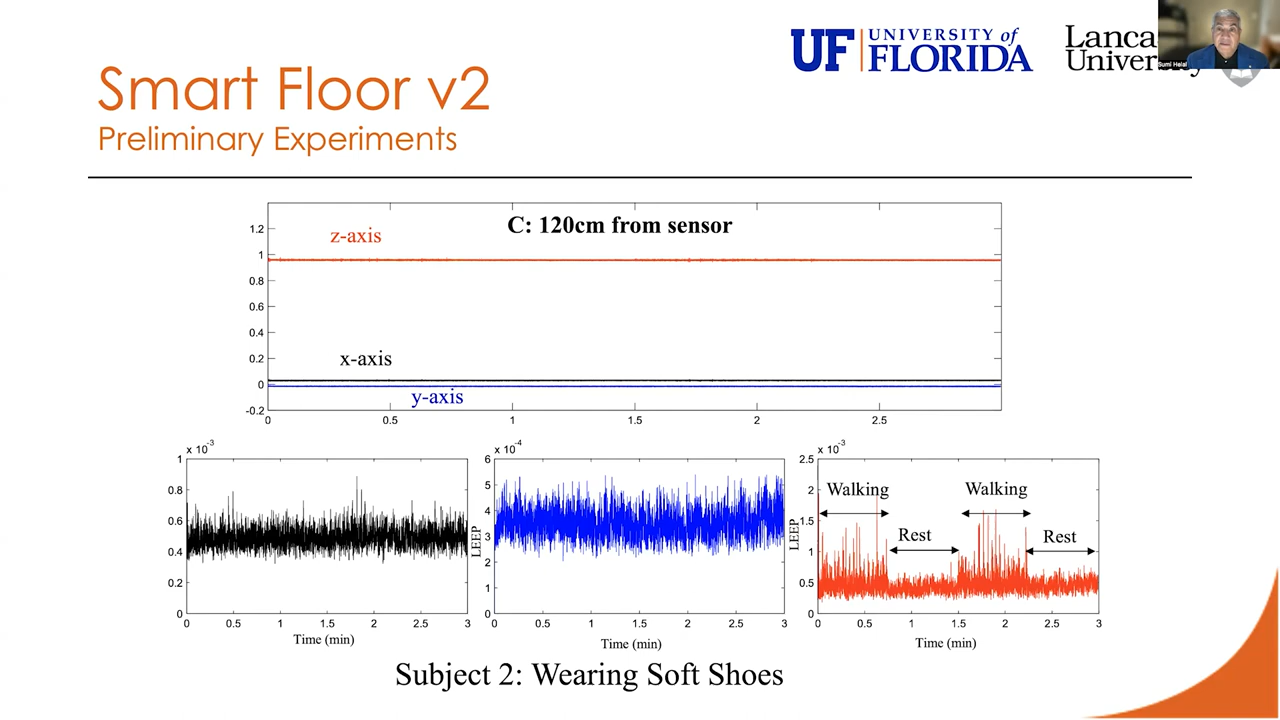 UF UNIVERSITY of FLORIDA
Lanca
University
Sumi Helal
Smart Floor v2
Preliminary Experiments
C: 120cm from sensor
z-axis
x-axis
y-axis
1.2
1
0.8
0.6
0.4
0.2
0
-0.2
0 0.5 1 1.5 2 2.5
x 10⁻³
1
0.8
0.6
0.4
0.2
0
0 0.5 1 1.5 2 2.5 3
Time (min)
x 10⁻⁴
6
5
4
3
2
1
0
LEEP
0 0.5 1 1.5 2 2.5 3
Time (min)
x 10⁻³
2.5
2
1.5
1
0.5
0
LEEP
Walking Walking
Rest Rest
0 0.5 1 1.5 2 2.5 3
Time (min)
Subject 2: Wearing Soft Shoes